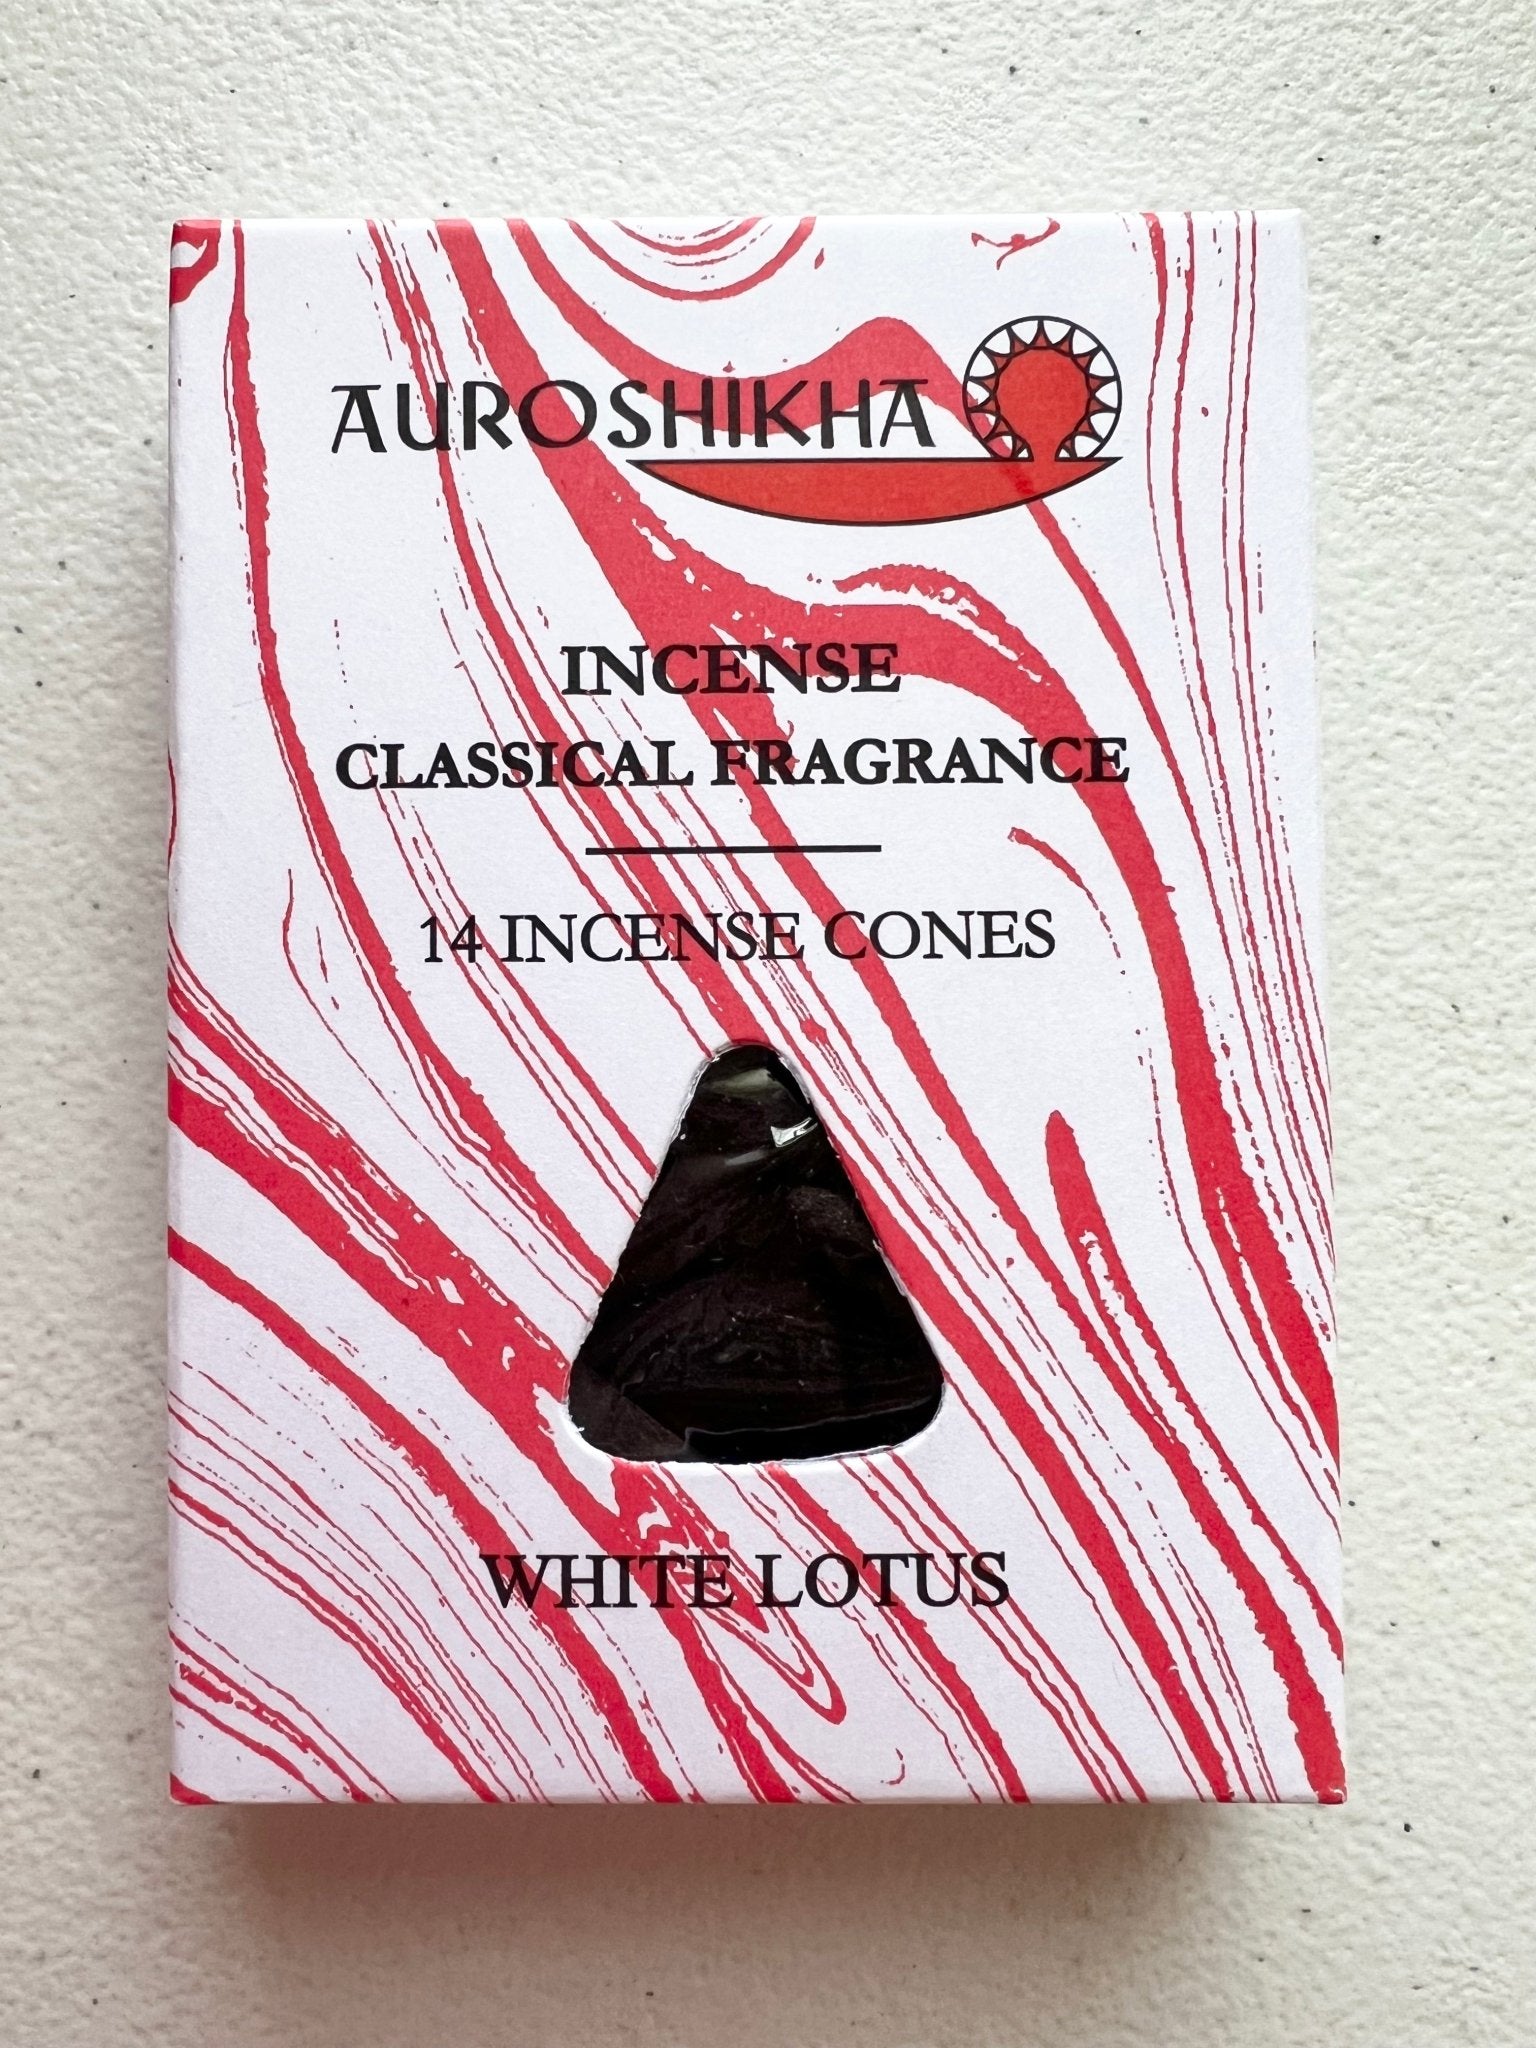 AUROSHIKHA
INCENSE
CLASSICAL FRAGRANCE
14 INCENSE CONES
WHITE LOTUS